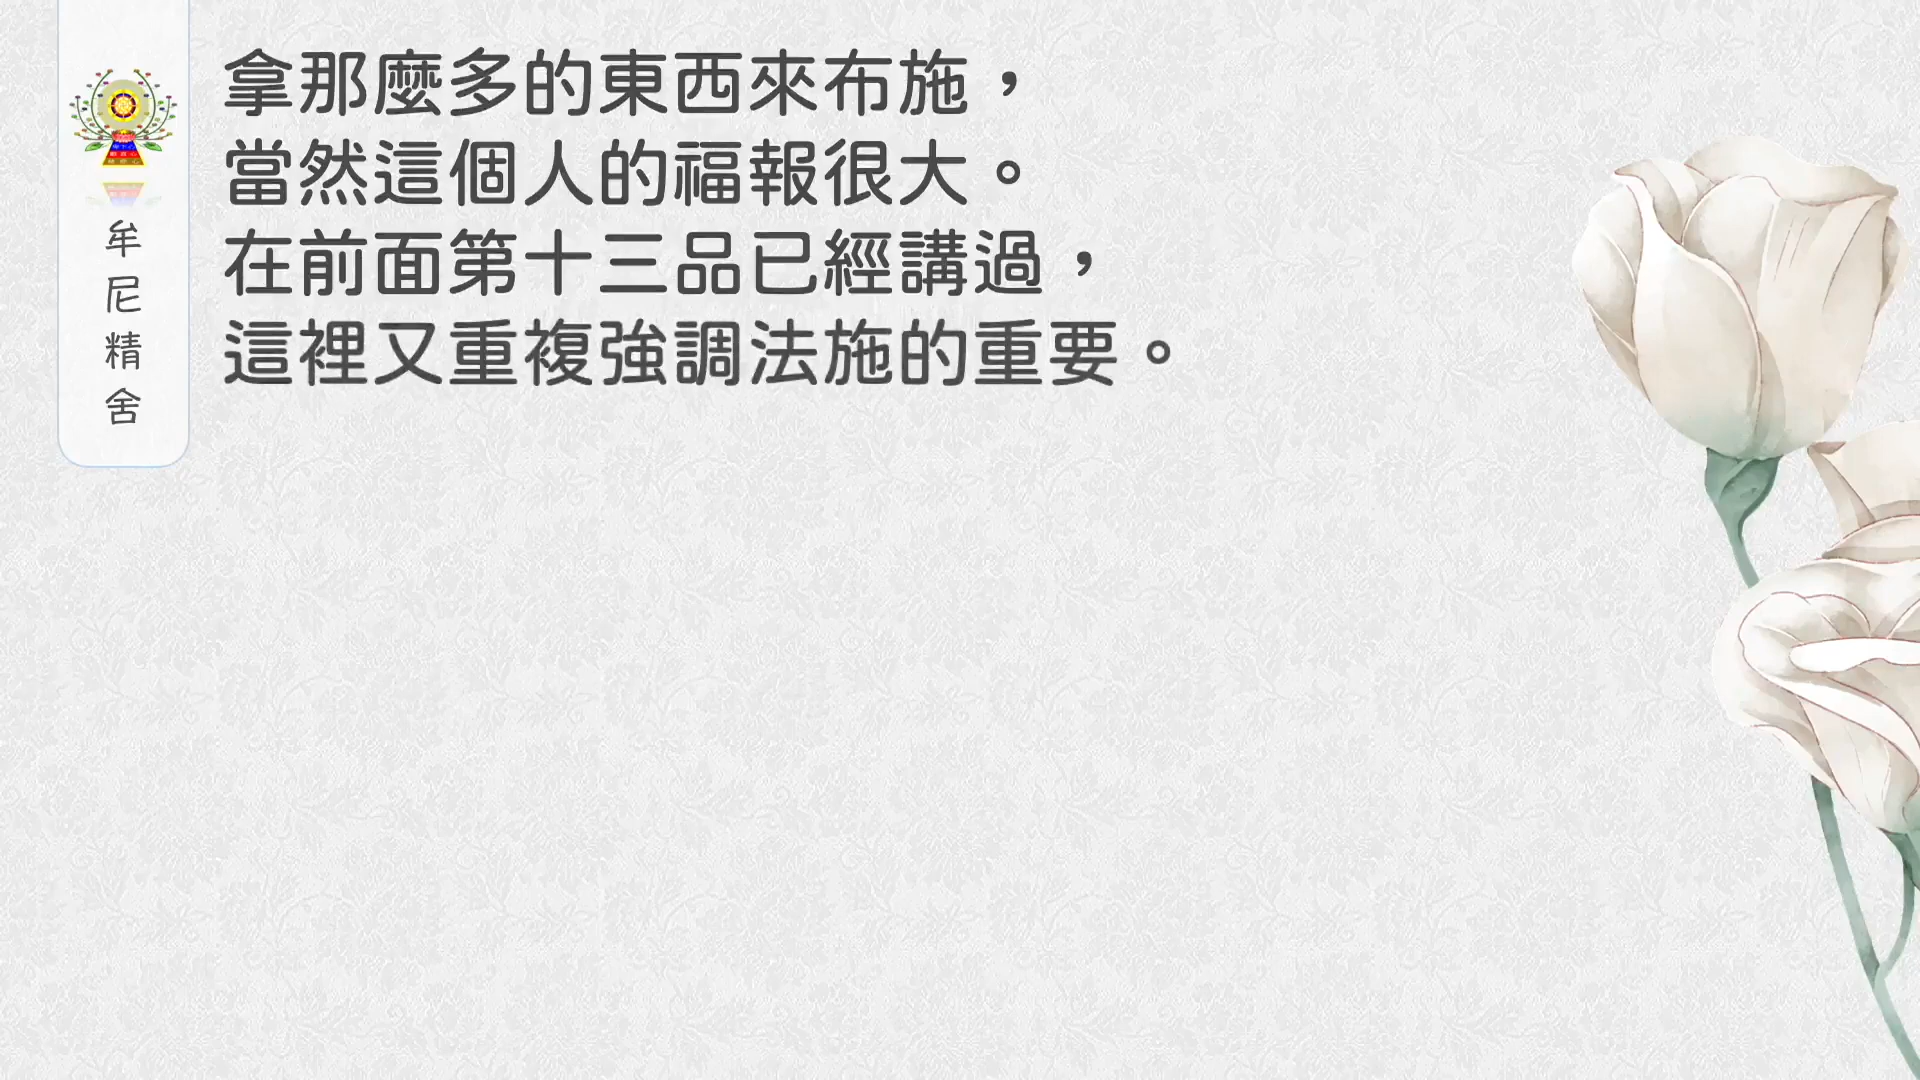 牟尼精舍
拿那麼多的東西來布施，
當然這個人的福報很大。
在前面第十三品已經講過，
這裡又重複強調法施的重要。